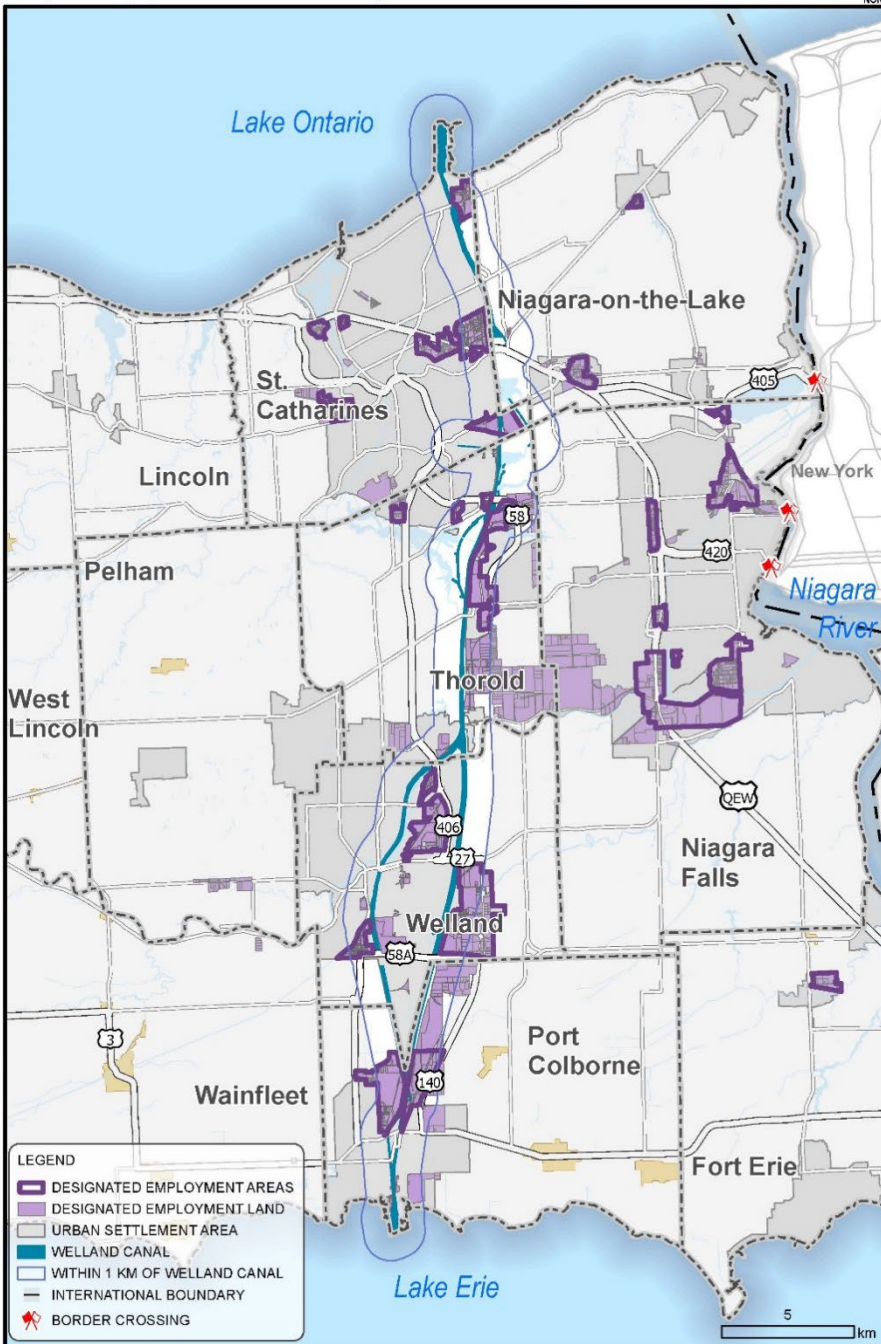 Lake Ontario
Niagara-on-the-Lake
405
St.
Catharines
Lincoln
New York
58
420
Pelham
Niagara
River
Thorold
West
Lincoln
QEW
406
27
Niagara
Falls
Welland
58A
3
Port
Colborne
140
Wainfleet
Fort Erie
Lake Erie
LEGEND
DESIGNATED EMPLOYMENT AREAS
DESIGNATED EMPLOYMENT LAND
URBAN SETTLEMENT AREA
WELLAND CANAL
WITHIN 1 KM OF WELLAND CANAL
INTERNATIONAL BOUNDARY
BORDER CROSSING
5
km